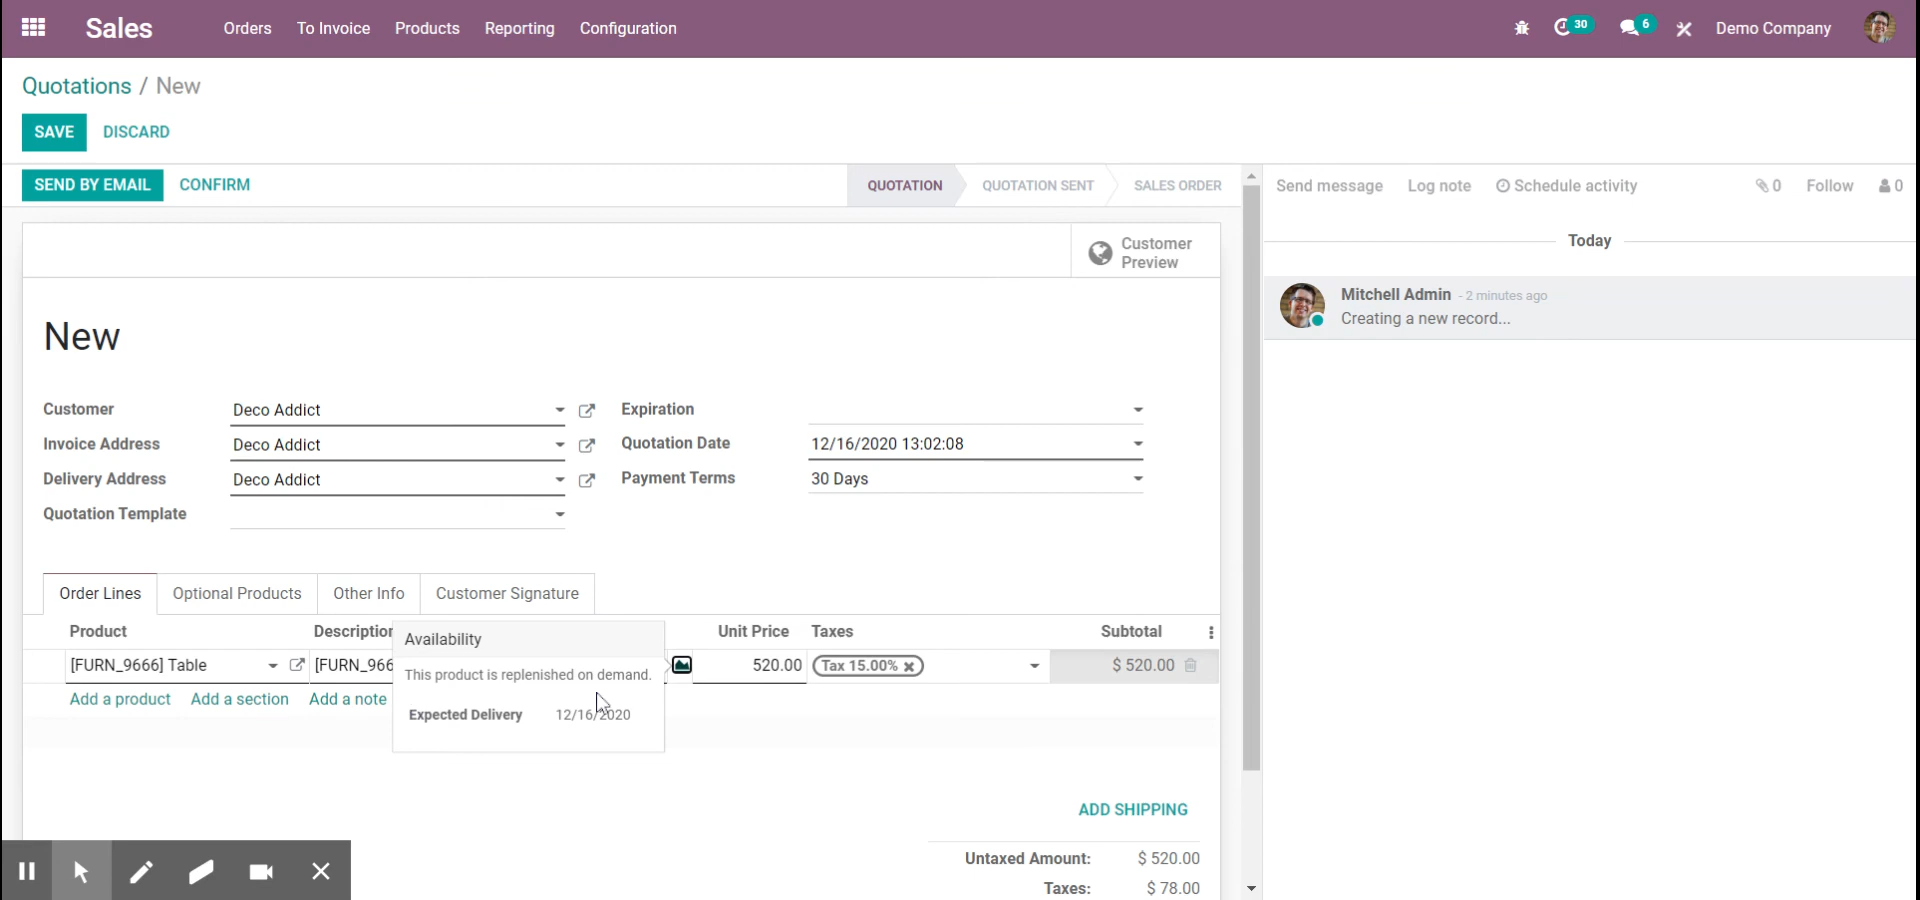 Sales
Orders To Invoice Products Reporting Configuration
30 6 Demo Company
Quotations / New
SAVE DISCARD
SEND BY EMAIL CONFIRM
QUOTATION QUOTATION SENT SALES ORDER
Send message Log note Schedule activity 0 Follow 0
Customer
Preview
Today
Mitchell Admin - 2 minutes ago
Creating a new record...
New
Customer Deco Addict Expiration
Invoice Address Deco Addict Quotation Date 12/16/2020 13:02:08
Delivery Address Deco Addict Payment Terms 30 Days
Quotation Template
Order Lines Optional Products Other Info Customer Signature
Product Description Unit Price Taxes Subtotal
Availability
[FURN_9666] Table [FURN_966 520.00 Tax 15.00% $ 520.00
This product is replenished on demand.
Add a product Add a section Add a note
Expected Delivery 12/16/2020
ADD SHIPPING
Untaxed Amount: $ 520.00
Taxes: $ 78.00